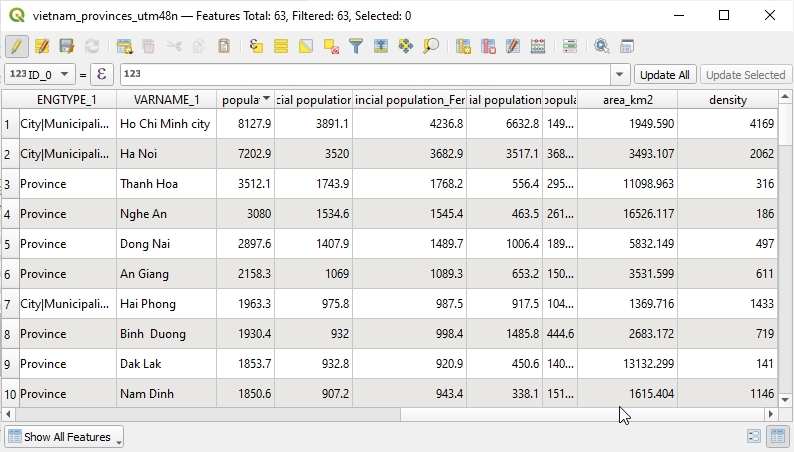 vietnam_provinces_utm48n — Features Total: 63, Filtered: 63, Selected: 0
123 ID_0 = ε 123 Update All Update Selected
ENGTYPE_1 VARNAME_1 popula cial population incial population_Fer ial population popula area_km2 density
1 City|Municipali... Ho Chi Minh city 8127.9 3891.1 4236.8 6632.8 149... 1949.590 4169
2 City|Municipali... Ha Noi 7202.9 3520 3682.9 3517.1 368... 3493.107 2062
3 Province Thanh Hoa 3512.1 1743.9 1768.2 556.4 295... 11098.963 316
4 Province Nghe An 3080 1534.6 1545.4 463.5 261... 16526.117 186
5 Province Dong Nai 2897.6 1407.9 1489.7 1006.4 189... 5832.149 497
6 Province An Giang 2158.3 1069 1089.3 653.2 150... 3531.599 611
7 City|Municipali... Hai Phong 1963.3 975.8 987.5 917.5 104... 1369.716 1433
8 Province Binh Duong 1930.4 932 998.4 1485.8 444.6 2683.172 719
9 Province Dak Lak 1853.7 932.8 920.9 450.6 140... 13132.299 141
10 Province Nam Dinh 1850.6 907.2 943.4 338.1 151... 1615.404 1146
Show All Features